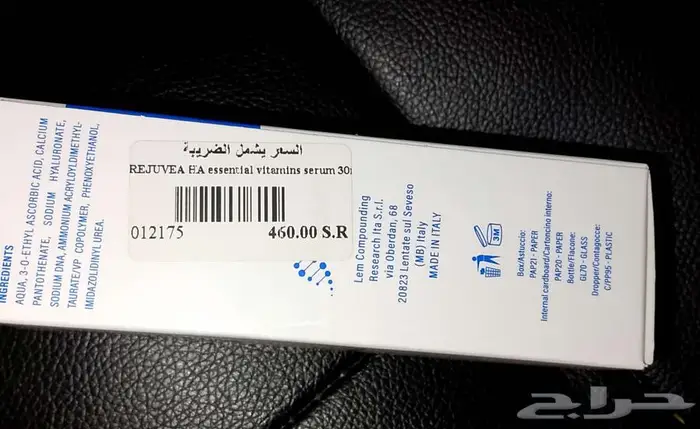 INGREDIENTS
AQUA, 3-O-ETHYL ASCORBIC ACID, CALCIUM
PANTOTHENATE, SODIUM HYALURONATE,
SODIUM DNA, AMMONIUM ACRYLOYLDIMETHYL-
TAURATE/VP COPOLYMER, PHENOXYETHANOL,
IMIDAZOLIDINYL UREA.
السعر يشمل الضريبة
REJUVEA HA essential vitamins serum 30
012175
460.00 S.R
Lem Compounding
Research Ita S.r.l.
via Oberdan, 68
20823 Lentate sul Seveso
(MB) Italy
MADE IN ITALY
3M
Box/Astuccio:
PAP21 - PAPER
Internal cardboard/Cartoncino interno:
PAP20 - PAPER
Bottle/Flacone:
GL70 - GLASS
Dropper/Contagocce:
C/PP95 - PLASTIC
حراج